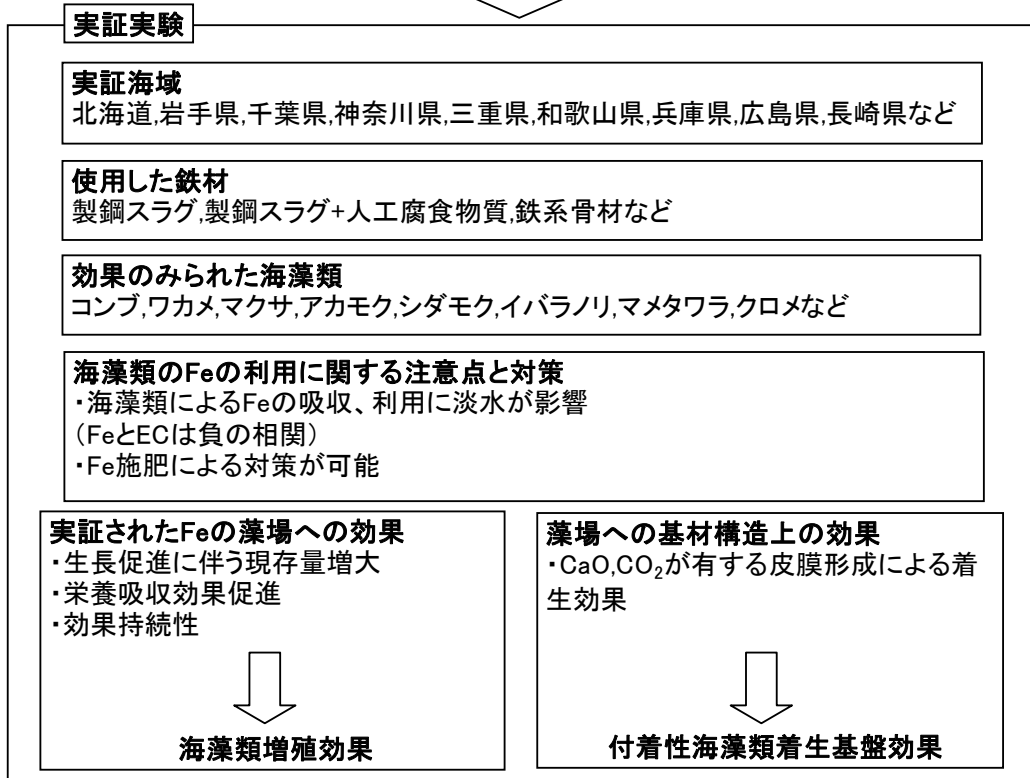 実証実験
実証海域
北海道,岩手県,千葉県,神奈川県,三重県,和歌山県,兵庫県,広島県,長崎県など
使用した鉄材
製鋼スラグ,製鋼スラグ+人工腐食物質,鉄系骨材など
効果のみられた海藻類
コンブ,ワカメ,マクサ,アカモク,シダモク,イバラノリ,マメタワラ,クロメなど
海藻類のFeの利用に関する注意点と対策
・海藻類によるFeの吸収、利用に淡水が影響
(FeとECは負の相関)
・Fe施肥による対策が可能
実証されたFeの藻場への効果
・生長促進に伴う現存量増大
・栄養吸収効果促進
・効果持続性
海藻類増殖効果
藻場への基材構造上の効果
・CaO,CO₂が有する皮膜形成による着
生効果
付着性海藻類着生基盤効果